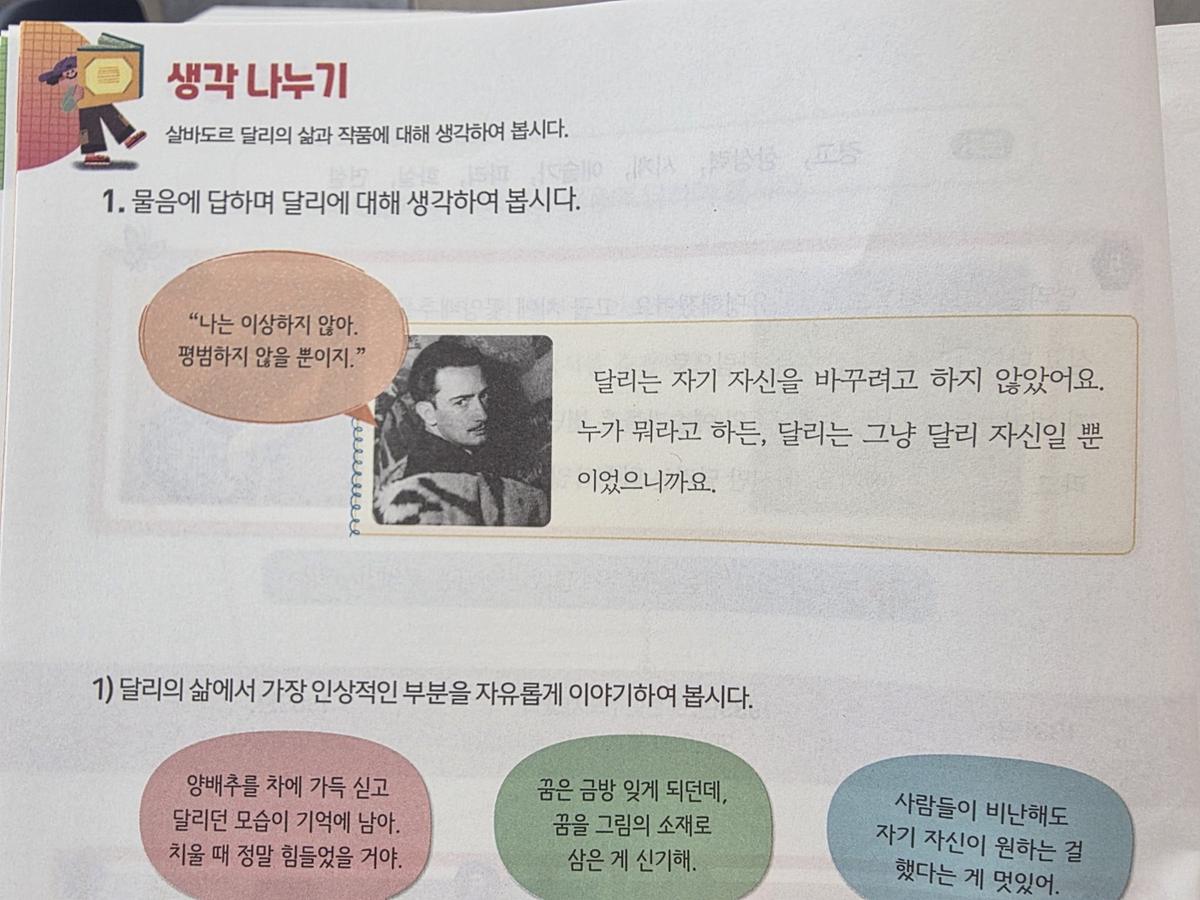 생각 나누기
살바도르 달리의 삶과 작품에 대해 생각하여 봅시다.
1. 물음에 답하며 달리에 대해 생각하여 봅시다.
“나는 이상하지 않아.
평범하지 않을 뿐이지.”
달리는 자기 자신을 바꾸려고 하지 않았어요.
누가 뭐라고 하든, 달리는 그냥 달리 자신일 뿐
이었으니까요.
1) 달리의 삶에서 가장 인상적인 부분을 자유롭게 이야기하여 봅시다.
양배추를 차에 가득 싣고
달리던 모습이 기억에 남아.
치울 때 정말 힘들었을 거야.
꿈은 금방 잊게 되던데,
꿈을 그림의 소재로
삼은 게 신기해.
사람들이 비난해도
자기 자신이 원하는 걸
했다는 게 멋있어.